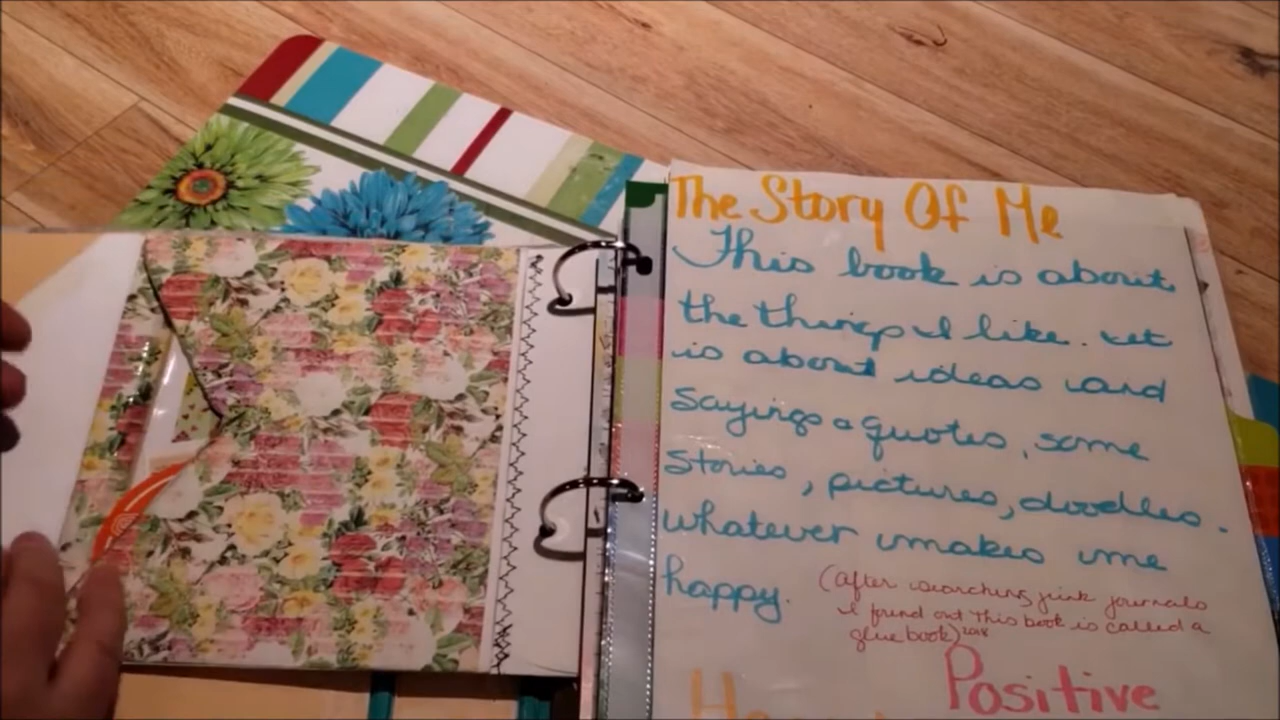 The Story Of Me
This book is about
the things I like. it
is about ideas and
sayings & quotes, some
stories, pictures, doodles.
whatever makes me
happy.
(after searching junk journals
I found out this book is called a
glue book) 2018
Positive